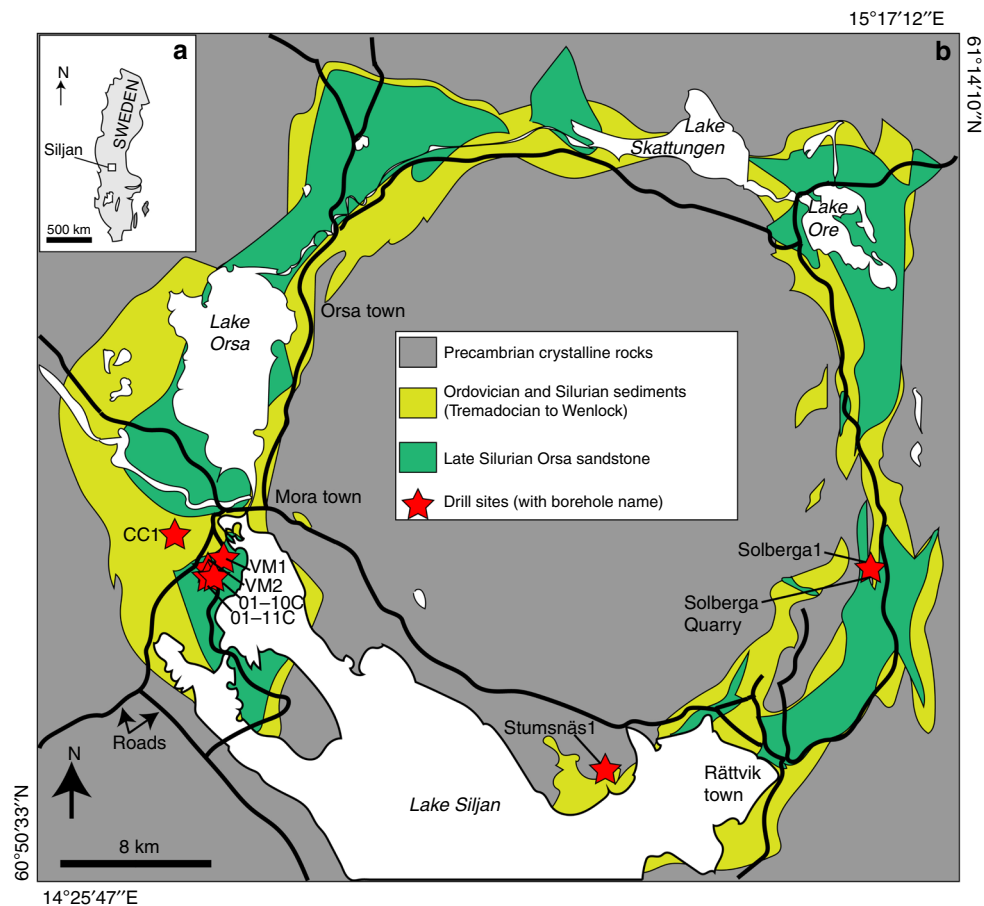 15°17′12″E
a
b
61°14′10″N
N
SWEDEN
Siljan
500 km
Lake
Skattungen
Lake
Ore
Lake
Orsa
Orsa town
Precambrian crystalline rocks
Ordovician and Silurian sediments
(Tremadocian to Wenlock)
Late Silurian Orsa sandstone
Drill sites (with borehole name)
Mora town
CC1
VM1
VM2
01–10C
01–11C
Solberga1
Solberga
Quarry
Stumsnäs1
Roads
N
Rättvik
town
Lake Siljan
8 km
60°50′33″N
14°25′47″E